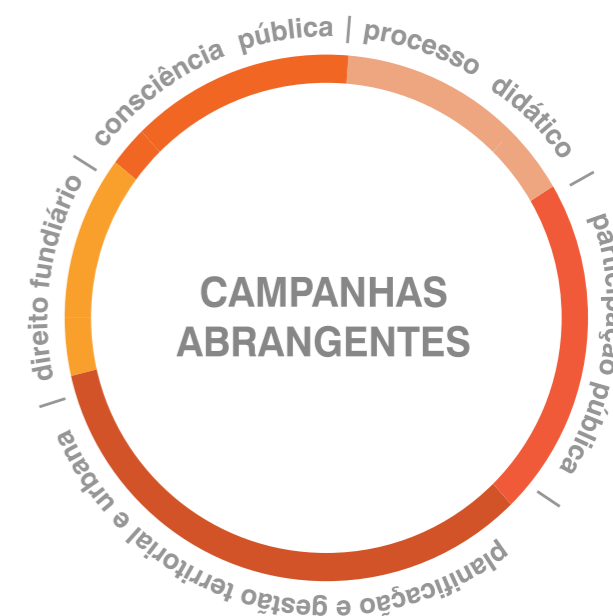 CAMPANHAS
ABRANGENTES
direito fundiário | consciência pública | processo didático | participação pública | planificação e gestão territorial e urbana |